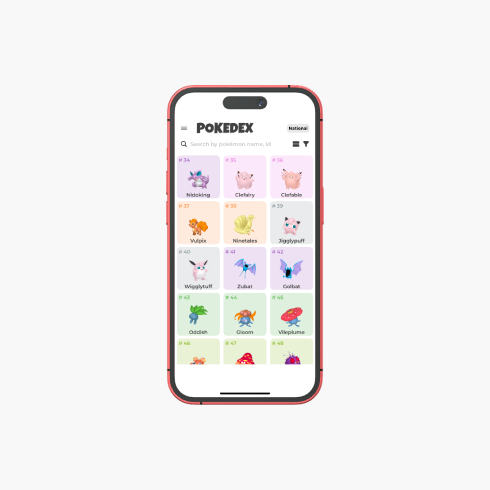 POKEDEX
National
Search by pokémon name, id
# 34
# 35
# 36
Nidoking
Clefairy
Clefable
# 37
# 38
# 39
Vulpix
Ninetales
Jigglypuff
# 40
# 41
# 42
Wigglytuff
Zubat
Golbat
# 43
# 44
# 45
Oddish
Gloom
Vileplume
# 46
# 47
# 48